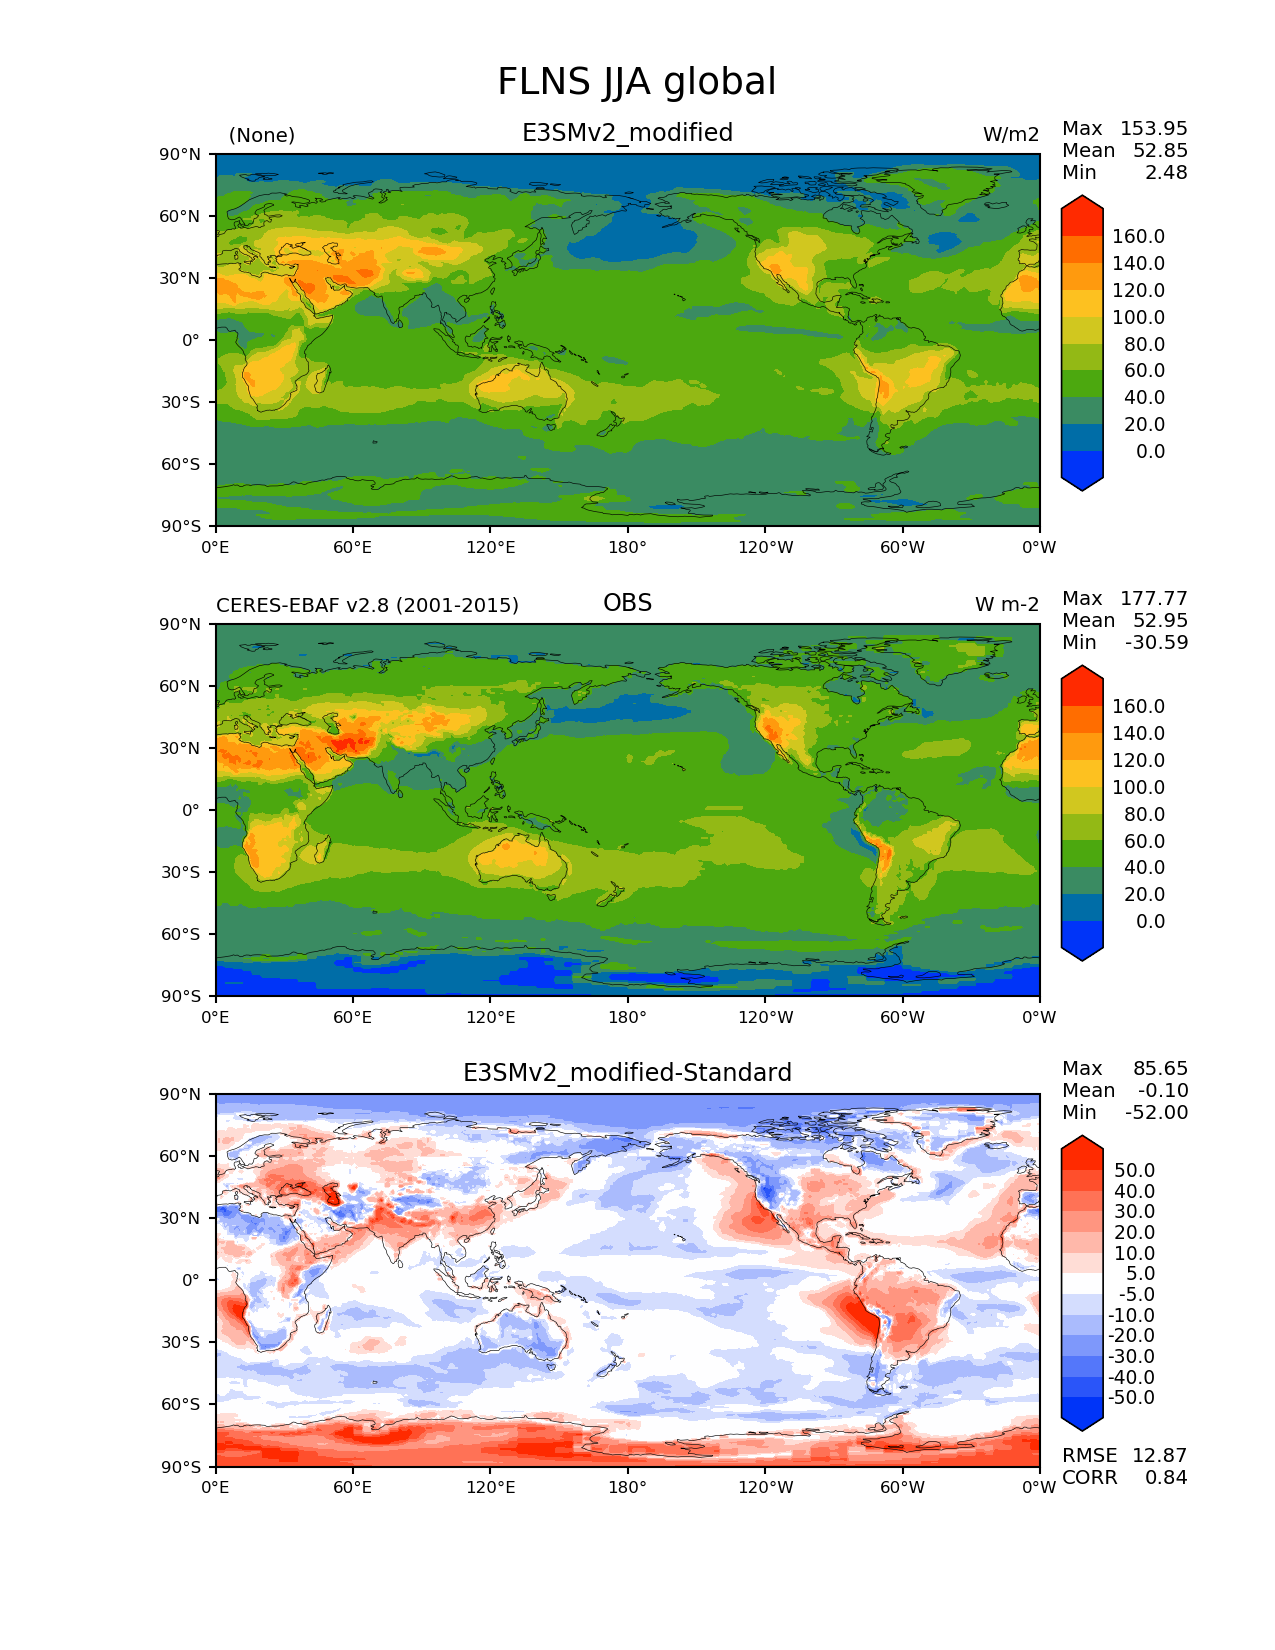 FLNS JJA global
(None) E3SMv2_modified W/m2
Max 153.95
Mean 52.85
Min 2.48
90°N
60°N
30°N
0°
30°S
60°S
90°S
0°E 60°E 120°E 180° 120°W 60°W 0°W
160.0
140.0
120.0
100.0
80.0
60.0
40.0
20.0
0.0
CERES-EBAF v2.8 (2001-2015) OBS W m-2
Max 177.77
Mean 52.95
Min -30.59
90°N
60°N
30°N
0°
30°S
60°S
90°S
0°E 60°E 120°E 180° 120°W 60°W 0°W
160.0
140.0
120.0
100.0
80.0
60.0
40.0
20.0
0.0
E3SMv2_modified-Standard
Max 85.65
Mean -0.10
Min -52.00
90°N
60°N
30°N
0°
30°S
60°S
90°S
0°E 60°E 120°E 180° 120°W 60°W 0°W
50.0
40.0
30.0
20.0
10.0
5.0
-5.0
-10.0
-20.0
-30.0
-40.0
-50.0
RMSE 12.87
CORR 0.84